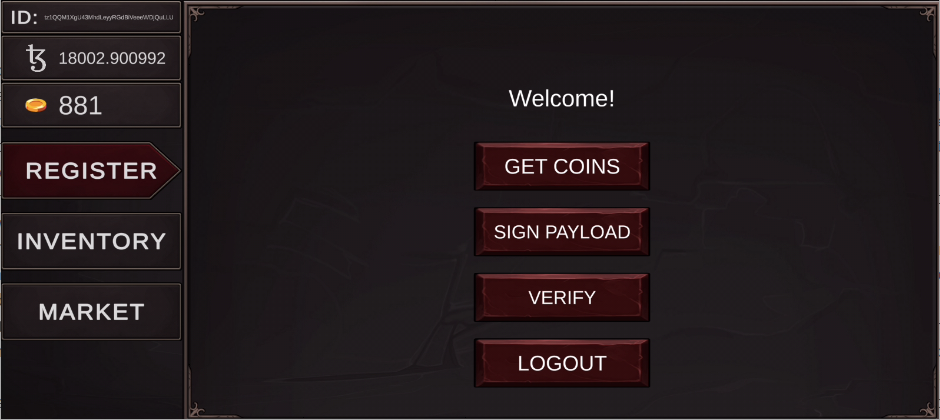 ID:
18002.900992
881
REGISTER
INVENTORY
MARKET
Welcome!
GET COINS
SIGN PAYLOAD
VERIFY
LOGOUT